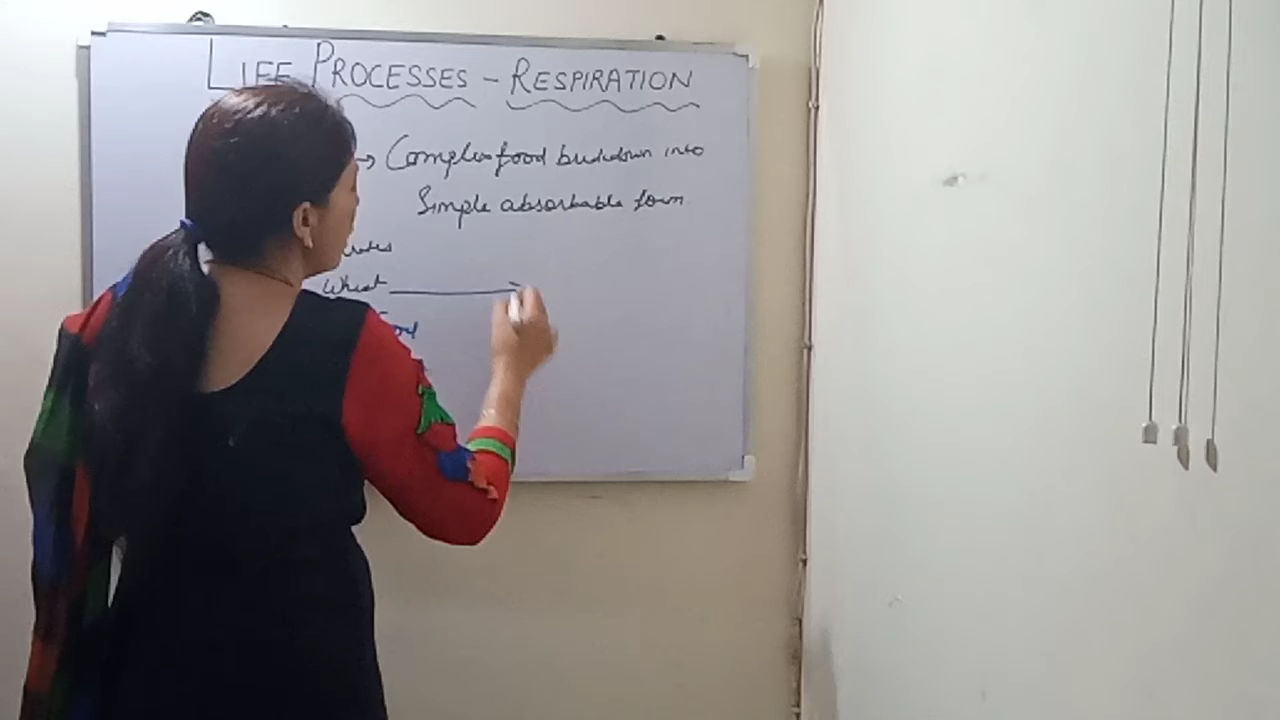 LIFE PROCESSES - RESPIRATION
→ Complex food breakdown into
Simple absorbable form.
Wheat →